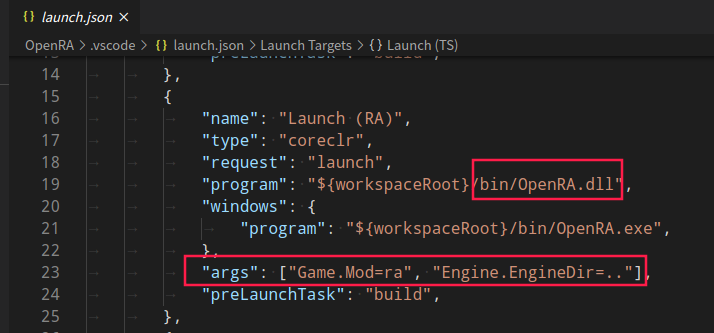 launch.json ×
OpenRA > .vscode > launch.json > Launch Targets > {} Launch (TS)
14 },
15 {
16 "name": "Launch (RA)",
17 "type": "coreclr",
18 "request": "launch",
19 "program": "${workspaceRoot}/bin/OpenRA.dll",
20 "windows": {
21 "program": "${workspaceRoot}/bin/OpenRA.exe",
22 },
23 "args": ["Game.Mod=ra", "Engine.EngineDir=.."],
24 "preLaunchTask": "build",
25 },